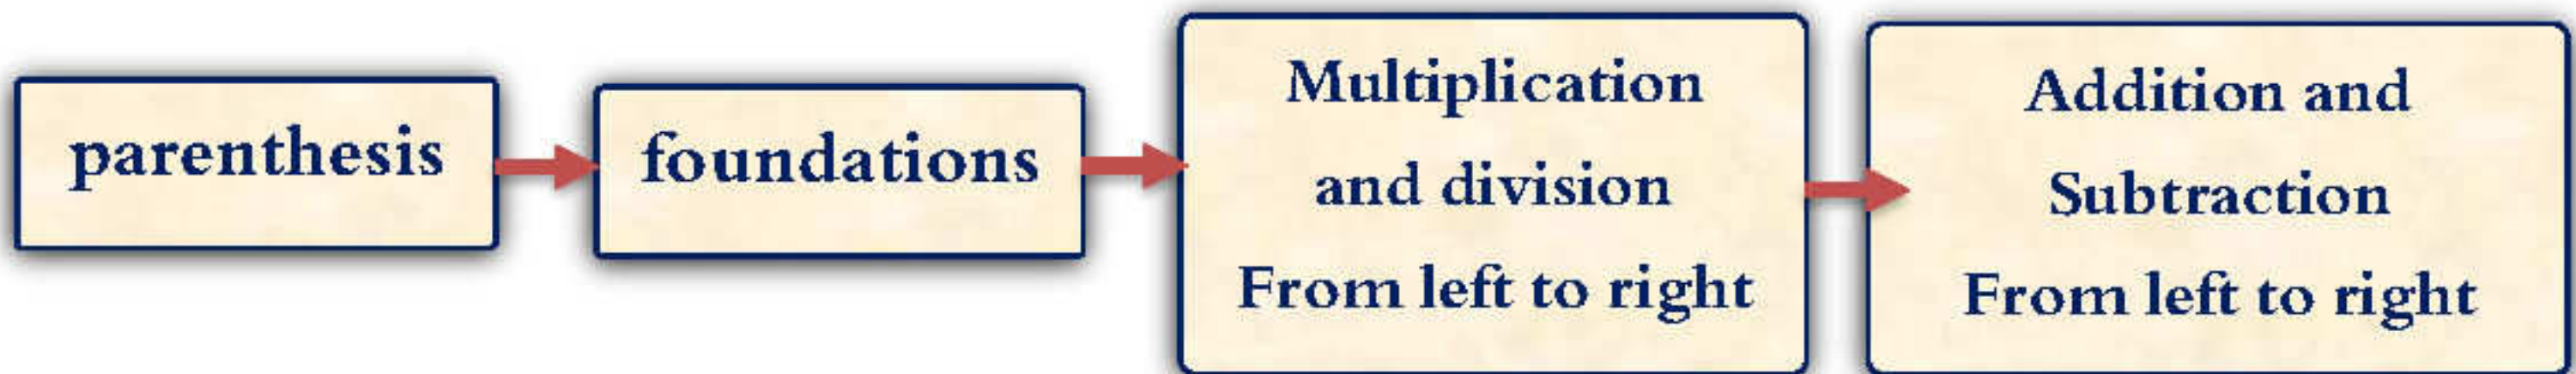 parenthesis
foundations
Multiplication
and division
From left to right
Addition and
Subtraction
From left to right